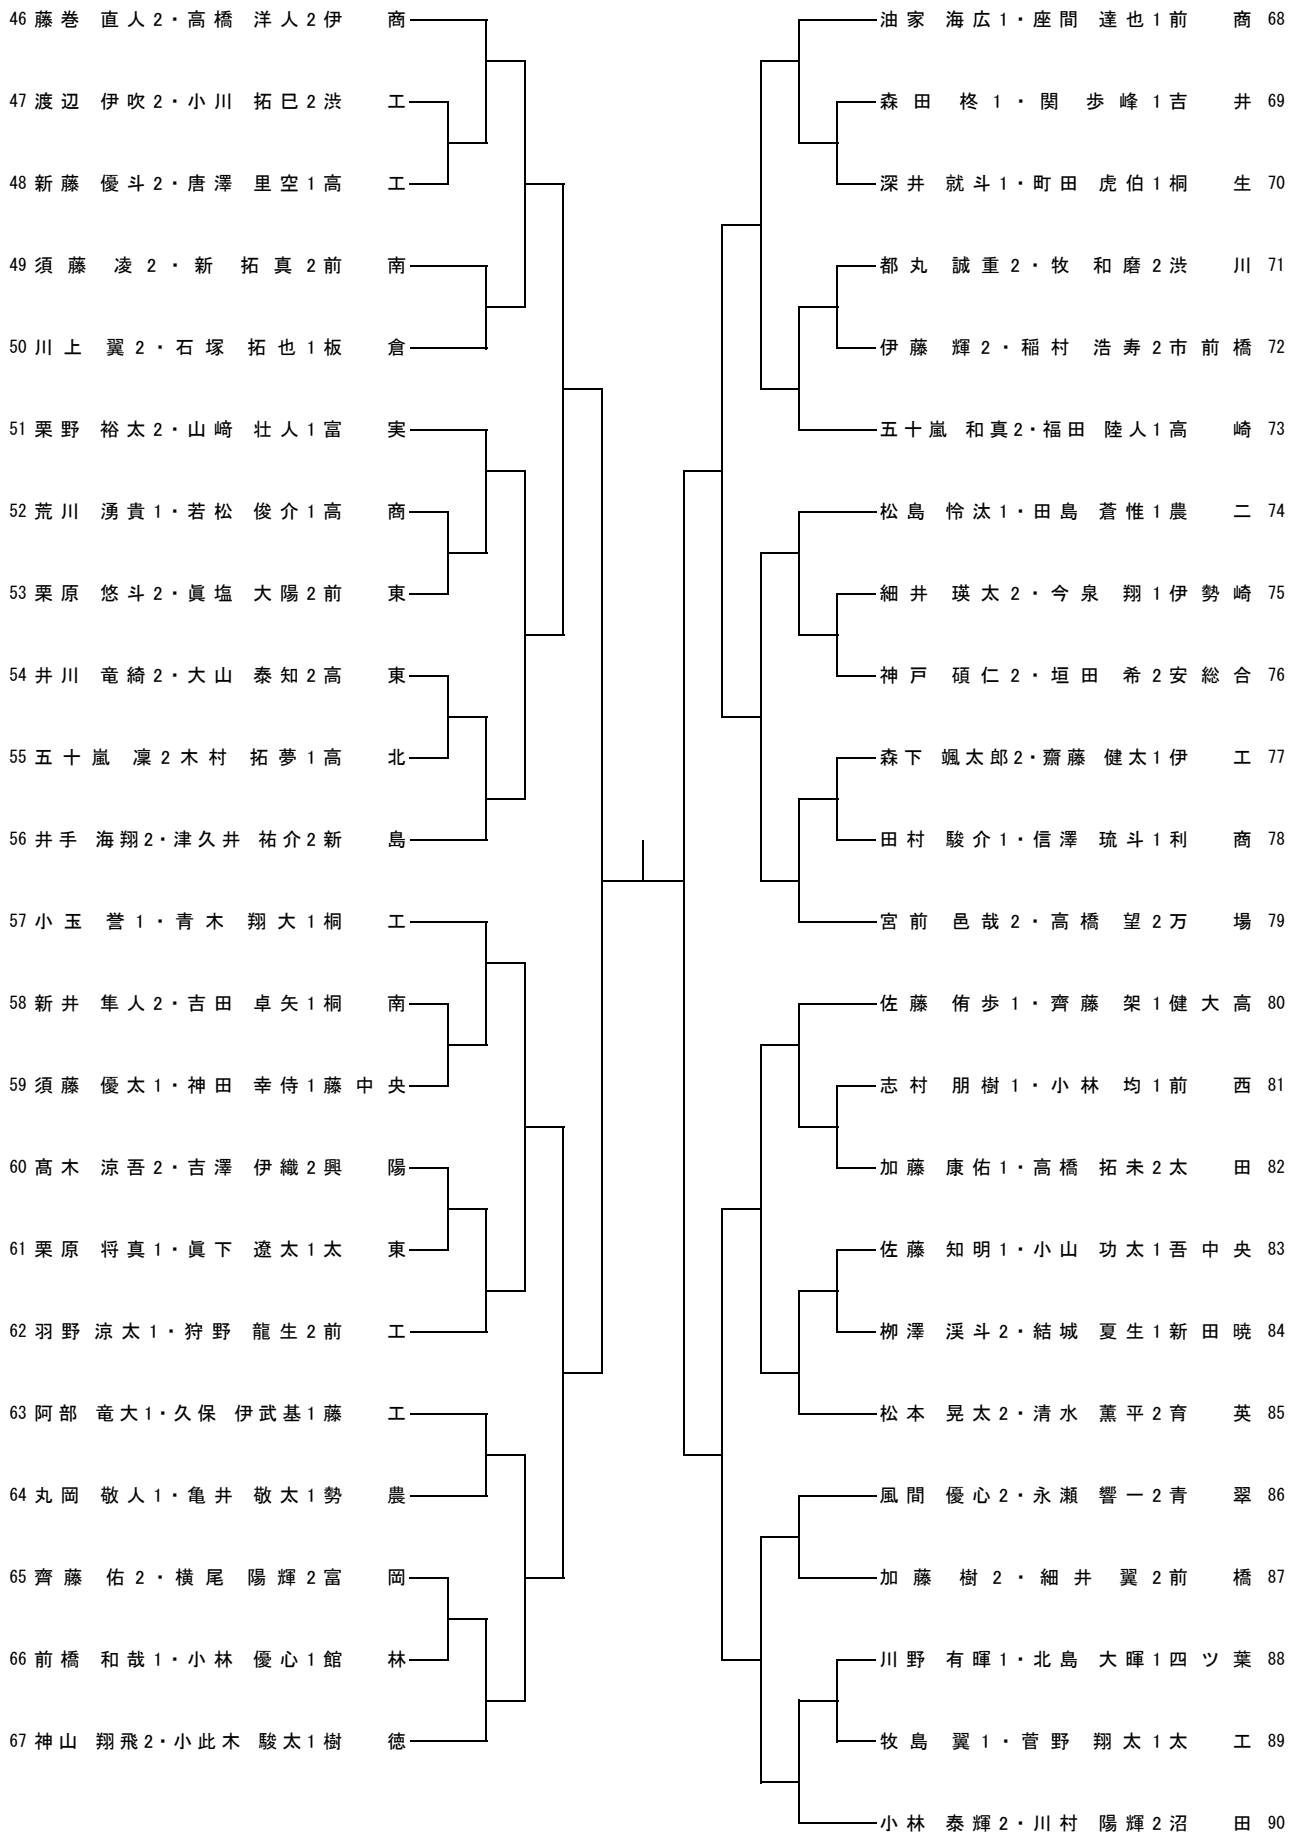 46 藤巻 直人2・高橋 洋人2 伊商
47 渡辺 伊吹2・小川 拓巳2 渋工
48 新藤 優斗2・唐澤 里空1 高工
49 須藤 凌2・新 拓真2 前南
50 川上 翼2・石塚 拓也1 板倉
51 栗野 裕太2・山﨑 壮人1 富実
52 荒川 湧貴1・若松 俊介1 高商
53 栗原 悠斗2・眞塩 大陽2 前東
54 井川 竜綺2・大山 泰知2 高東
55 五十嵐 凜2木村 拓夢1 高北
56 井手 海翔2・津久井 祐介2 新島
57 小玉 誉1・青木 翔大1 桐工
58 新井 隼人2・吉田 卓矢1 桐南
59 須藤 優太1・神田 幸侍1 藤中央
60 髙木 涼吾2・吉澤 伊織2 興陽
61 栗原 将真1・眞下 遼太1 太東
62 羽野 涼太1・狩野 龍生2 前工
63 阿部 竜大1・久保 伊武基1 藤工
64 丸岡 敬人1・亀井 敬太1 勢農
65 齊藤 佑2・横尾 陽輝2 富岡
66 前橋 和哉1・小林 優心1 館林
67 神山 翔飛2・小此木 駿太1 樹徳
油家 海広1・座間 達也1 前商 68
森田 柊1・関 歩峰1 吉井 69
深井 就斗1・町田 虎伯1 桐生 70
都丸 誠重2・牧 和磨2 渋川 71
伊藤 輝2・稲村 浩寿2 市前橋 72
五十嵐 和真2・福田 陸人1 高崎 73
松島 怜汰1・田島 蒼惟1 農二 74
細井 瑛太2・今泉 翔1 伊勢崎 75
神戸 碩仁2・垣田 希2 安総合 76
森下 颯太郎2・齋藤 健太1 伊工 77
田村 駿介1・信澤 琉斗1 利商 78
宮前 邑哉2・高橋 望2 万場 79
佐藤 侑歩1・齊藤 架1 健大高 80
志村 朋樹1・小林 均1 前西 81
加藤 康佑1・高橋 拓未2 太田 82
佐藤 知明1・小山 功太1 吾中央 83
栁澤 渓斗2・結城 夏生1 新田暁 84
松本 晃太2・清水 薫平2 育英 85
風間 優心2・永瀬 響一2 青翠 86
加藤 樹2・細井 翼2 前橋 87
川野 有暉1・北島 大暉1 四ツ葉 88
牧島 翼1・菅野 翔太1 太工 89
小林 泰輝2・川村 陽輝2 沼田 90